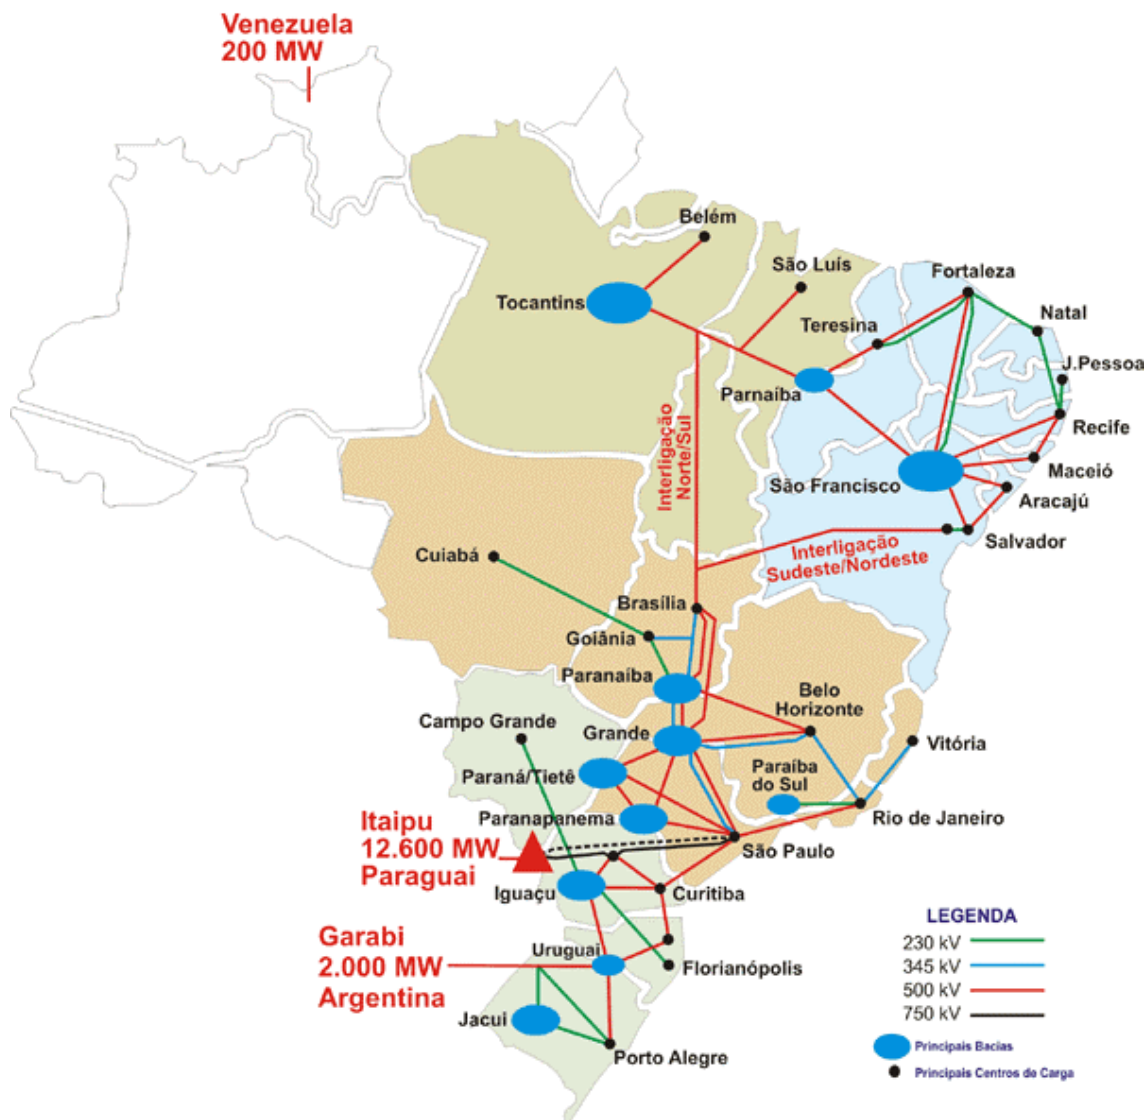 Venezuela
200 MW
Belém
São Luís
Fortaleza
Tocantins
Teresina
Natal
J.Pessoa
Parnaíba
Recife
Interligação
Norte/Sul
Maceió
São Francisco
Aracajú
Salvador
Interligação
Sudeste/Nordeste
Cuiabá
Brasília
Goiânia
Paranaíba
Belo
Horizonte
Campo Grande
Grande
Vitória
Paraná/Tietê
Paraíba
do Sul
Paranapanema
Rio de Janeiro
Itaipu
12.600 MW
Paraguai
São Paulo
Iguaçu
Curitiba
Garabi
2.000 MW
Argentina
Uruguai
Florianópolis
Jacui
Porto Alegre
LEGENDA
230 kV
345 kV
500 kV
750 kV
Principais Bacias
Principais Centros de Carga